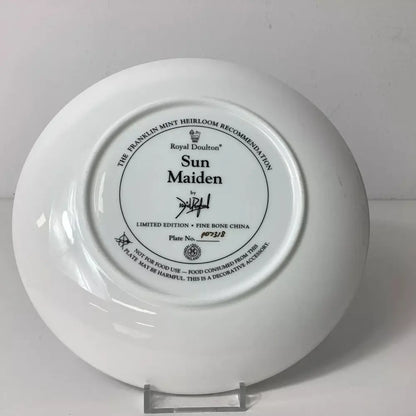 THE FRANKLIN MINT HEIRLOOM RECOMMENDATION
Royal Doulton®
Sun
Maiden
by
LIMITED EDITION • FINE BONE CHINA
Plate No.
NOT FOR FOOD USE — FOOD CONSUMED FROM THIS
PLATE MAY BE HARMFUL. THIS IS A DECORATIVE ACCESSORY.